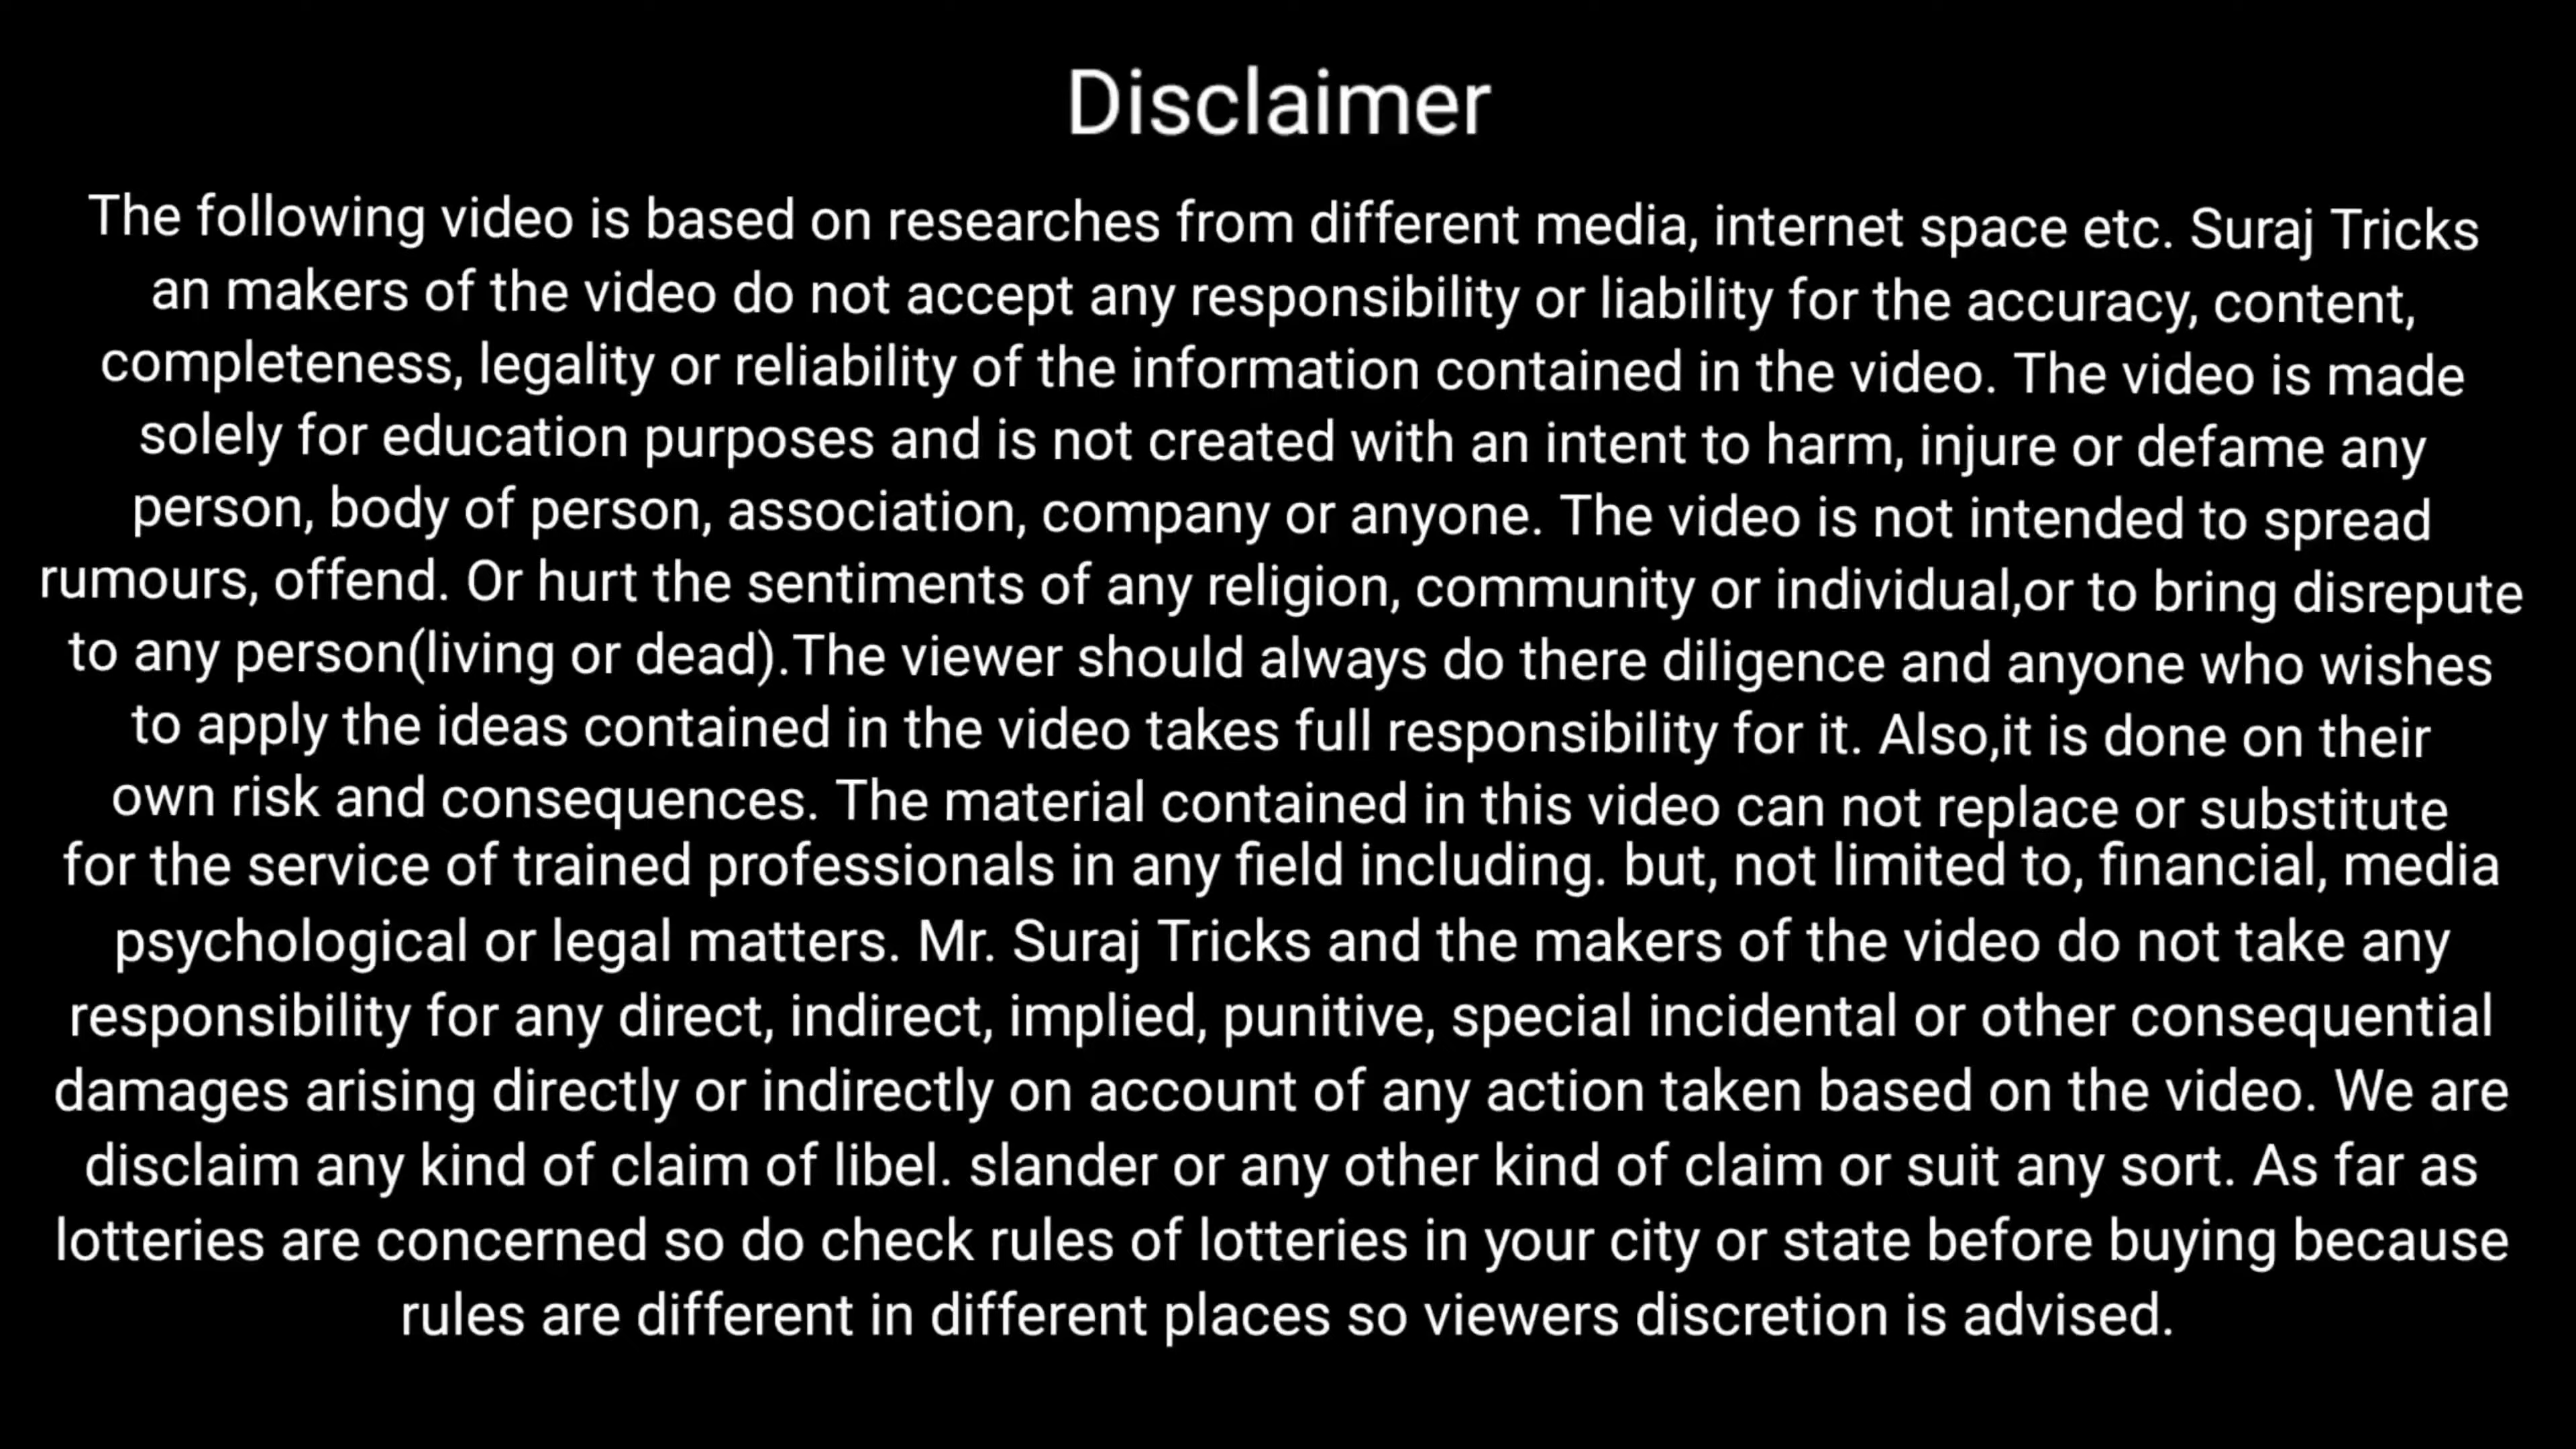 Disclaimer
The following video is based on researches from different media, internet space etc. Suraj Tricks
an makers of the video do not accept any responsibility or liability for the accuracy, content,
completeness, legality or reliability of the information contained in the video. The video is made
solely for education purposes and is not created with an intent to harm, injure or defame any
person, body of person, association, company or anyone. The video is not intended to spread
rumours, offend. Or hurt the sentiments of any religion, community or individual,or to bring disrepute
to any person(living or dead).The viewer should always do there diligence and anyone who wishes
to apply the ideas contained in the video takes full responsibility for it. Also,it is done on their
own risk and consequences. The material contained in this video can not replace or substitute
for the service of trained professionals in any field including. but, not limited to, financial, media
psychological or legal matters. Mr. Suraj Tricks and the makers of the video do not take any
responsibility for any direct, indirect, implied, punitive, special incidental or other consequential
damages arising directly or indirectly on account of any action taken based on the video. We are
disclaim any kind of claim of libel. slander or any other kind of claim or suit any sort. As far as
lotteries are concerned so do check rules of lotteries in your city or state before buying because
rules are different in different places so viewers discretion is advised.